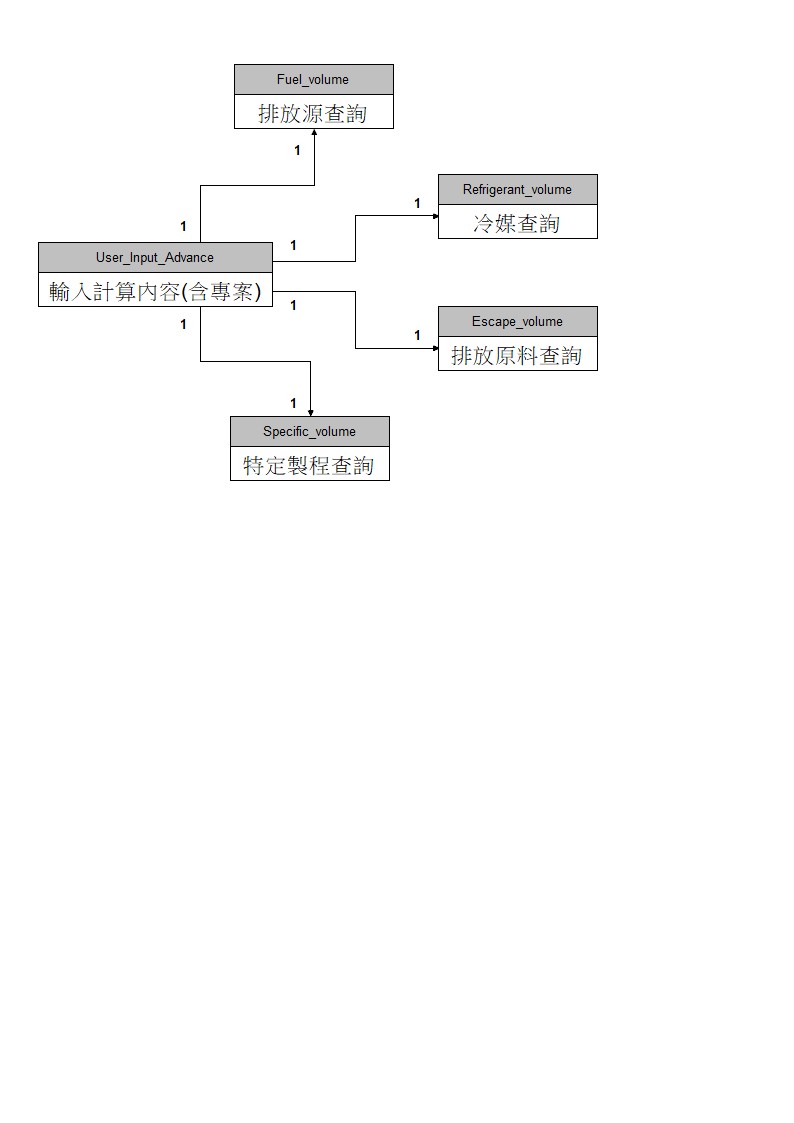 Fuel_volume
排放源查詢
1
Refrigerant_volume
冷媒查詢
1
1
1
User_Input_Advance
輸入計算內容(含專案)
1
1
1
Escape_volume
排放原料查詢
1
Specific_volume
特定製程查詢